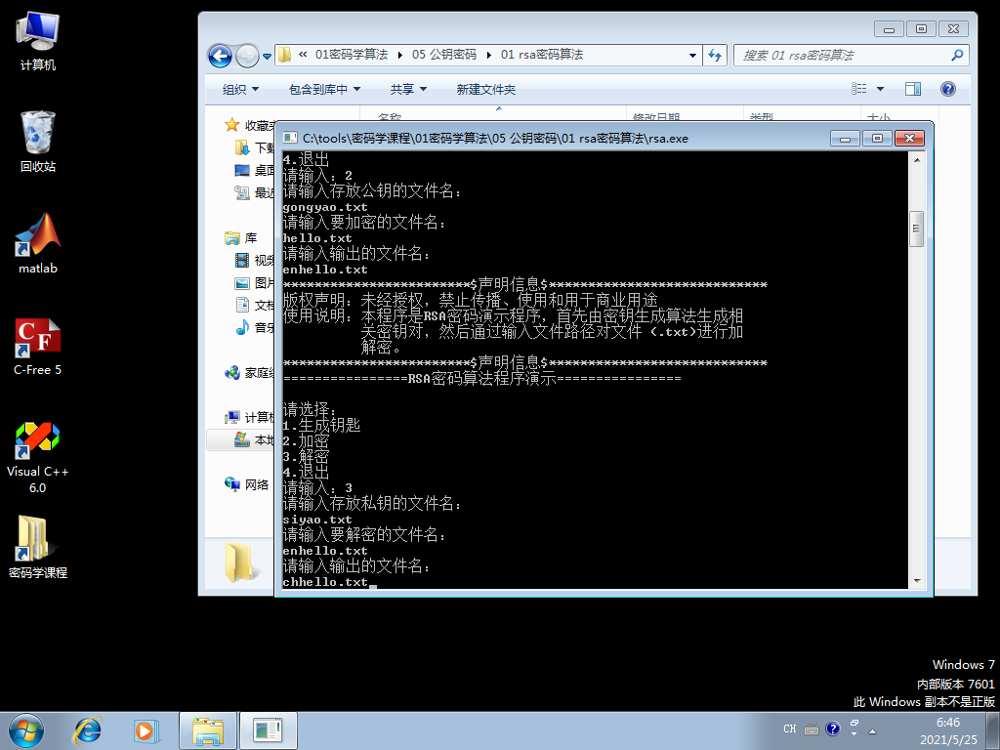 计算机
回收站
matlab
C-Free 5
Visual C++
6.0
密码学课程
« 01密码学算法 ▸ 05 公钥密码 ▸ 01 rsa密码算法
搜索 01 rsa密码算法
组织 包含到库中 共享 新建文件夹
名称 修改日期 类型 大小
收藏
下
桌面
最近
库
视频
图片
文档
音乐
家庭组
计算机
本地
网络
C:\tools\密码学课程\01密码学算法\05 公钥密码\01 rsa密码算法\rsa.exe
4.退出
请输入：2
请输入存放公钥的文件名：
gongyao.txt
请输入要加密的文件名：
hello.txt
请输入输出的文件名：
enhello.txt
************************$声明信息$****************************
版权声明：未经授权，禁止传播、使用和用于商业用途
使用说明：本程序是RSA密码演示程序，首先由密钥生成算法生成相
关密钥对，然后通过输入文件路径对文件（.txt)进行加
解密。
************************$声明信息$****************************
================RSA密码算法程序演示================
请选择：
1.生成钥匙
2.加密
3.解密
4.退出
请输入：3
请输入存放私钥的文件名：
siyao.txt
请输入要解密的文件名：
enhello.txt
请输入输出的文件名：
chhello.txt_
Windows 7
内部版本 7601
此 Windows 副本不是正版
CH
6:46
2021/5/25